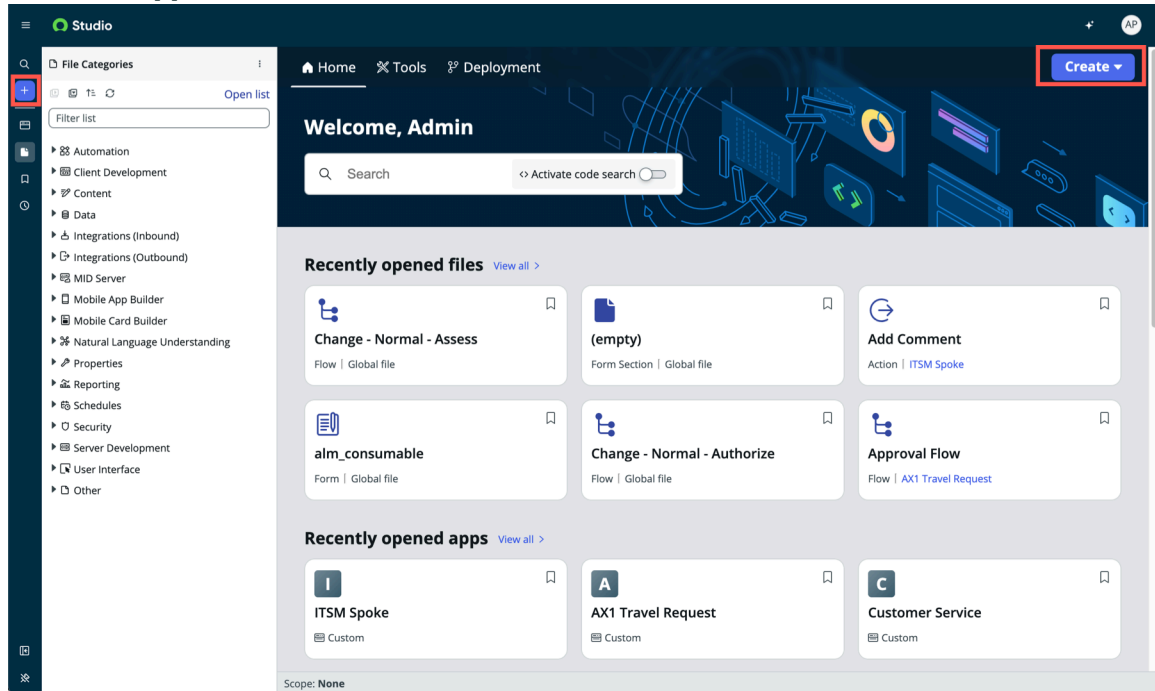 Studio
AP
File Categories
Open list
Filter list
Automation
Client Development
Content
Data
Integrations (Inbound)
Integrations (Outbound)
MID Server
Mobile App Builder
Mobile Card Builder
Natural Language Understanding
Properties
Reporting
Schedules
Security
Server Development
User Interface
Other
Home Tools Deployment
Create
Welcome, Admin
Search <> Activate code search
Recently opened files View all >
Change - Normal - Assess
Flow | Global file
(empty)
Form Section | Global file
Add Comment
Action | ITSM Spoke
alm_consumable
Form | Global file
Change - Normal - Authorize
Flow | Global file
Approval Flow
Flow | AX1 Travel Request
Recently opened apps View all >
I
ITSM Spoke
Custom
A
AX1 Travel Request
Custom
C
Customer Service
Custom
Scope: None